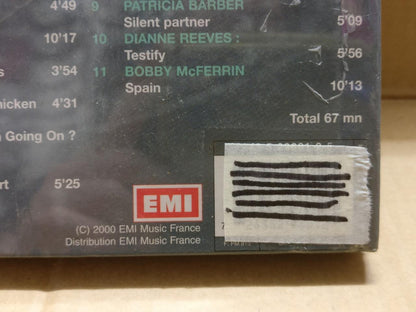 4'49
10'17
3'54
hicken 4'31
Going On ?
rt 5'25
9 PATRICIA BARBER
Silent partner 5'09
10 DIANNE REEVES :
Testify 5'56
11 BOBBY McFERRIN
Spain 10'13
Total 67 mn
EMI
(C) 2000 EMI Music France
Distribution EMI Music France